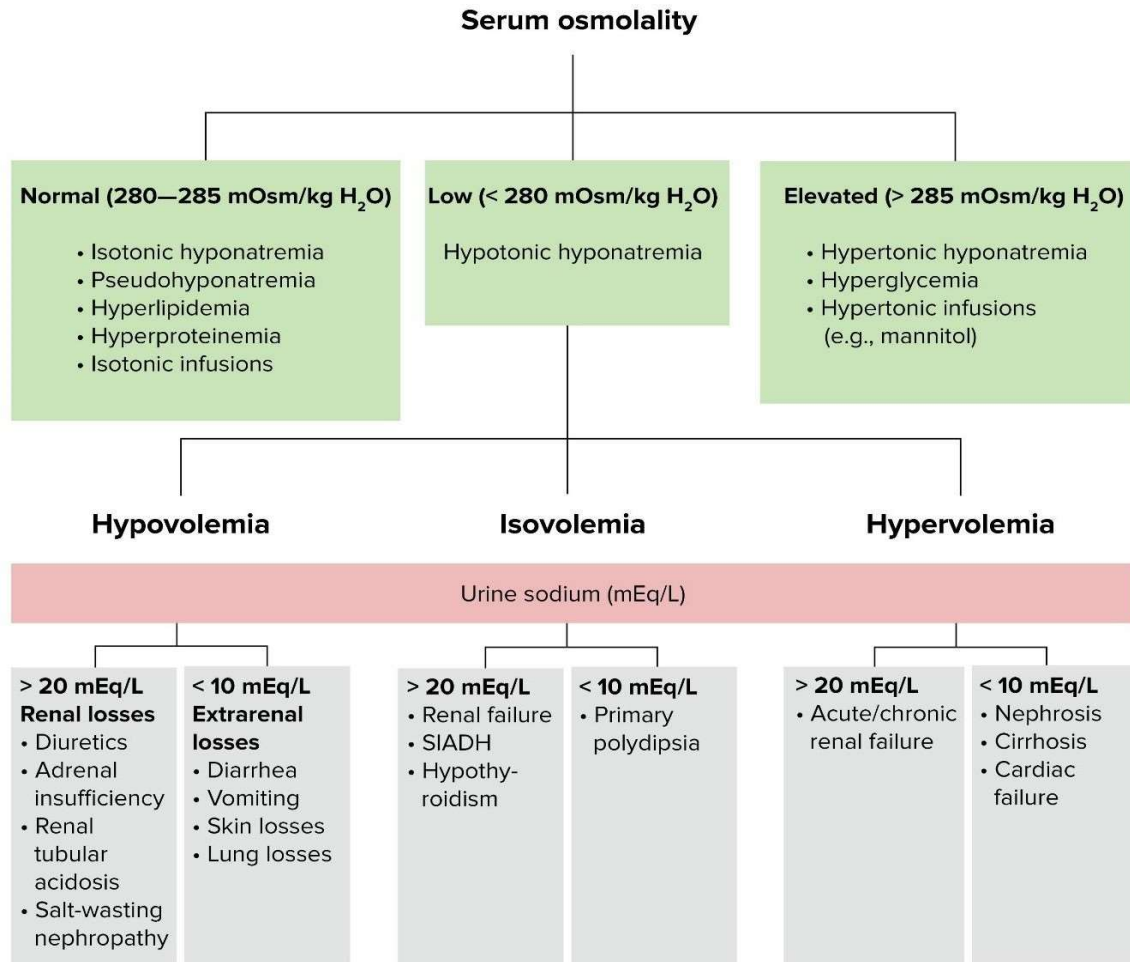 Serum osmolality
Normal (280—285 mOsm/kg H₂O)
• Isotonic hyponatremia
• Pseudohyponatremia
• Hyperlipidemia
• Hyperproteinemia
• Isotonic infusions
Low (< 280 mOsm/kg H₂O)
Hypotonic hyponatremia
Elevated (> 285 mOsm/kg H₂O)
• Hypertonic hyponatremia
• Hyperglycemia
• Hypertonic infusions
(e.g., mannitol)
Hypovolemia
Isovolemia
Hypervolemia
Urine sodium (mEq/L)
> 20 mEq/L
Renal losses
• Diuretics
• Adrenal
insufficiency
• Renal
tubular
acidosis
• Salt-wasting
nephropathy
< 10 mEq/L
Extrarenal
losses
• Diarrhea
• Vomiting
• Skin losses
• Lung losses
> 20 mEq/L
• Renal failure
• SIADH
• Hypothy-
roidism
< 10 mEq/L
• Primary
polydipsia
> 20 mEq/L
• Acute/chronic
renal failure
< 10 mEq/L
• Nephrosis
• Cirrhosis
• Cardiac
failure